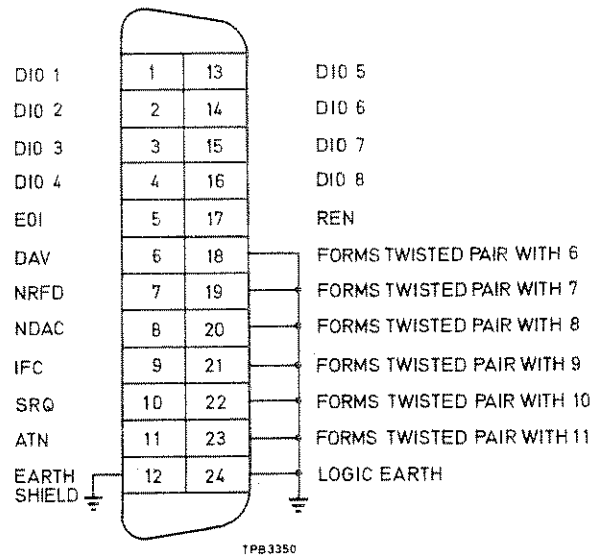 DIO 1 1 13 DIO 5
DIO 2 2 14 DIO 6
DIO 3 3 15 DIO 7
DIO 4 4 16 DIO 8
EOI 5 17 REN
DAV 6 18 FORMS TWISTED PAIR WITH 6
NRFD 7 19 FORMS TWISTED PAIR WITH 7
NDAC 8 20 FORMS TWISTED PAIR WITH 8
IFC 9 21 FORMS TWISTED PAIR WITH 9
SRQ 10 22 FORMS TWISTED PAIR WITH 10
ATN 11 23 FORMS TWISTED PAIR WITH 11
EARTH 12 24 LOGIC EARTH
SHIELD
TPB3350